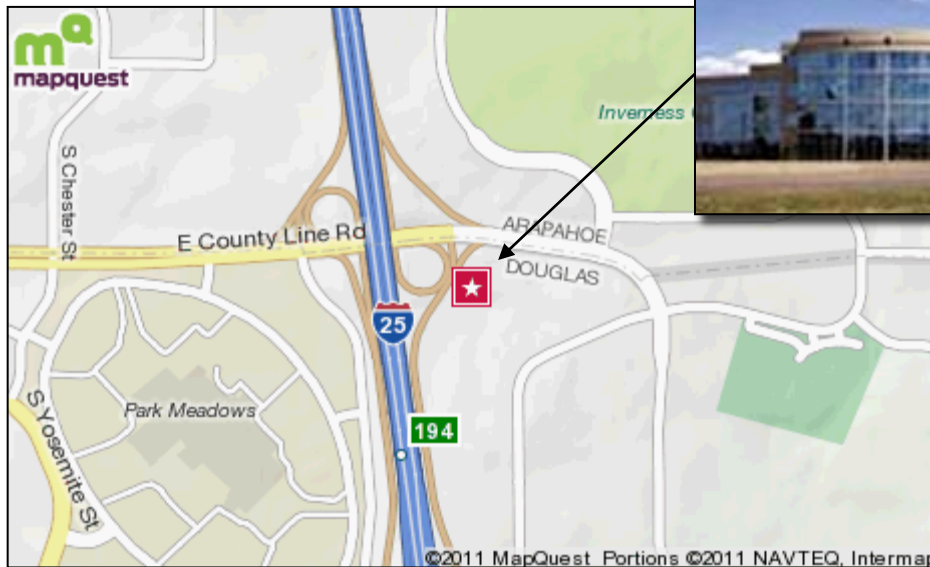 mq
mapquest
Inverness
S Chester St
E County Line Rd
ARAPAHOE
DOUGLAS
25
Park Meadows
194
S Yosemite St
©2011 MapQuest Portions ©2011 NAVTEQ, Intermap